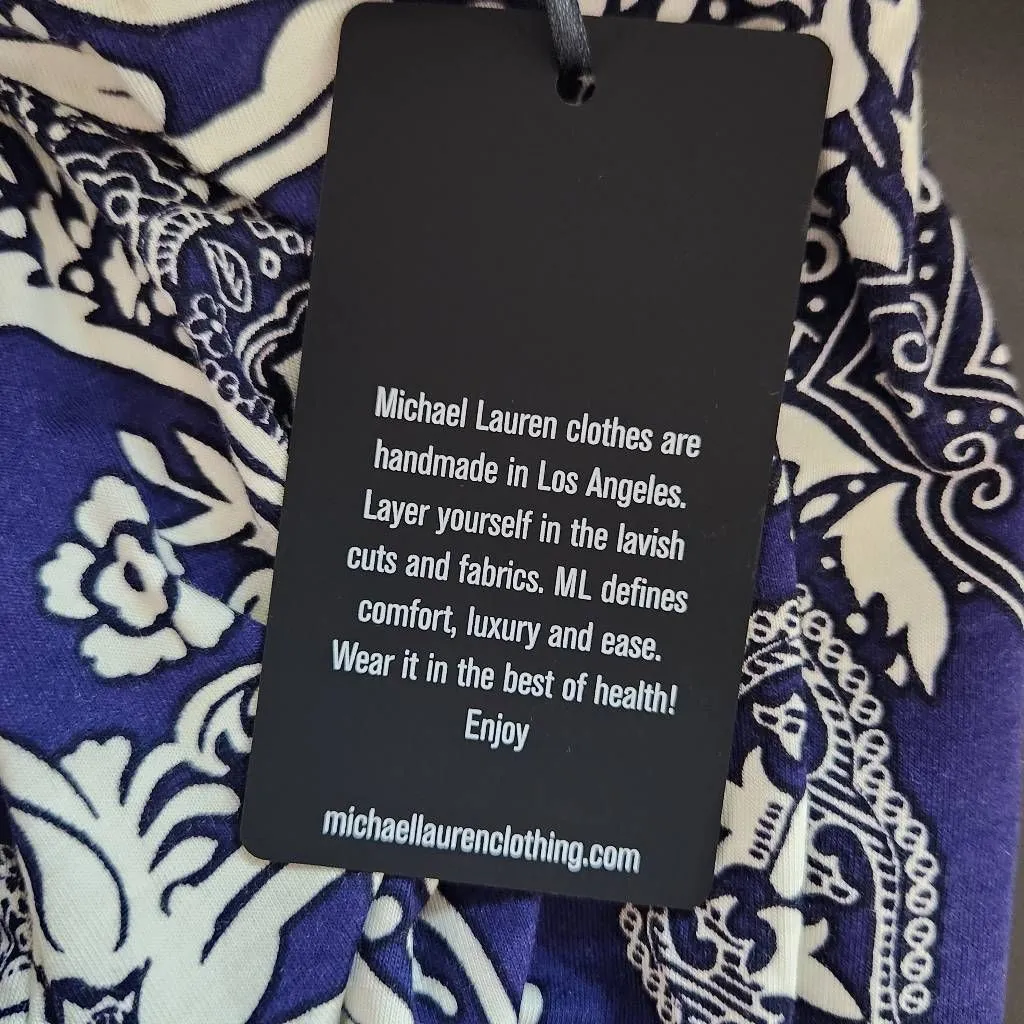 Michael Lauren clothes are
handmade in Los Angeles.
Layer yourself in the lavish
cuts and fabrics. ML defines
comfort, luxury and ease.
Wear it in the best of health!
Enjoy
michaellaurenclothing.com